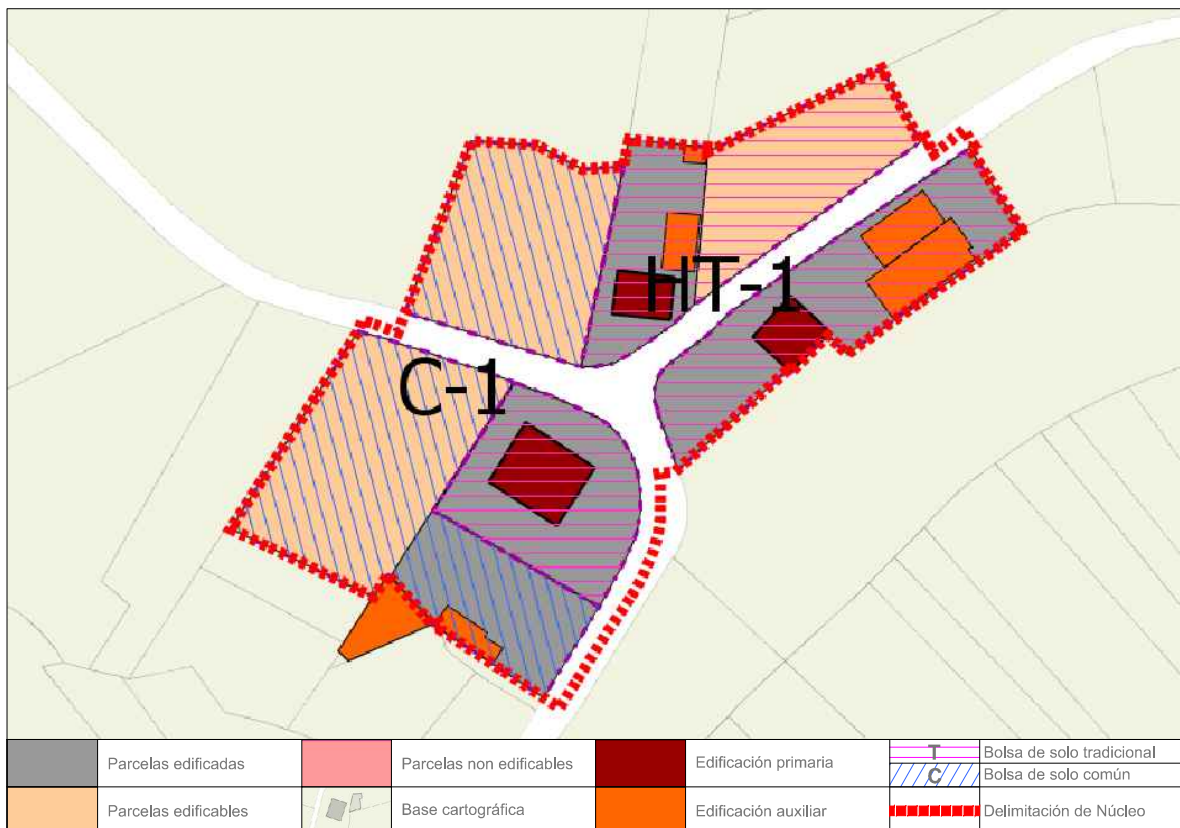 HT-1
C-1
Parcelas edificadas
Parcelas non edificables
Edificación primaria
T
Bolsa de solo tradicional
C
Bolsa de solo común
Parcelas edificables
Base cartográfica
Edificación auxiliar
Delimitación de Núcleo